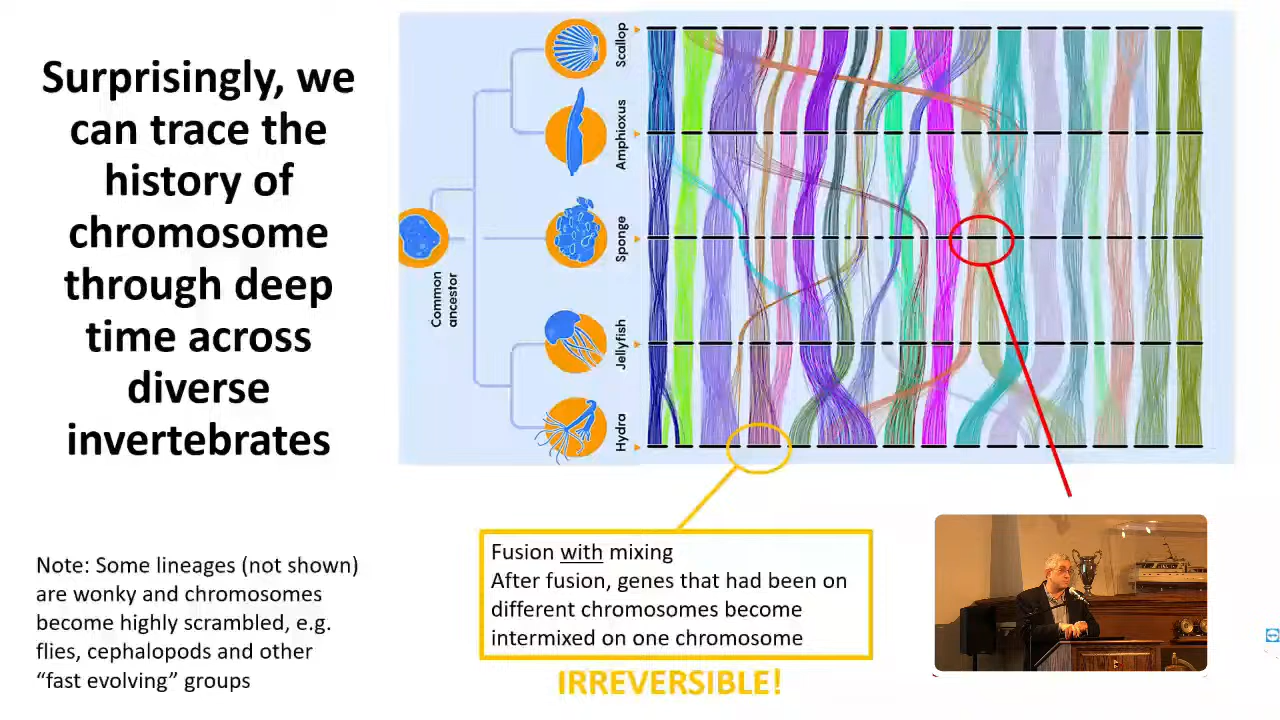 Surprisingly, we
can trace the
history of
chromosome
through deep
time across
diverse
invertebrates
Note: Some lineages (not shown)
are wonky and chromosomes
become highly scrambled, e.g.
flies, cephalopods and other
“fast evolving” groups
Common
ancestor
Scallop
Amphioxus
Sponge
Jellyfish
Hydra
Fusion with mixing
After fusion, genes that had been on
different chromosomes become
intermixed on one chromosome
IRREVERSIBLE!